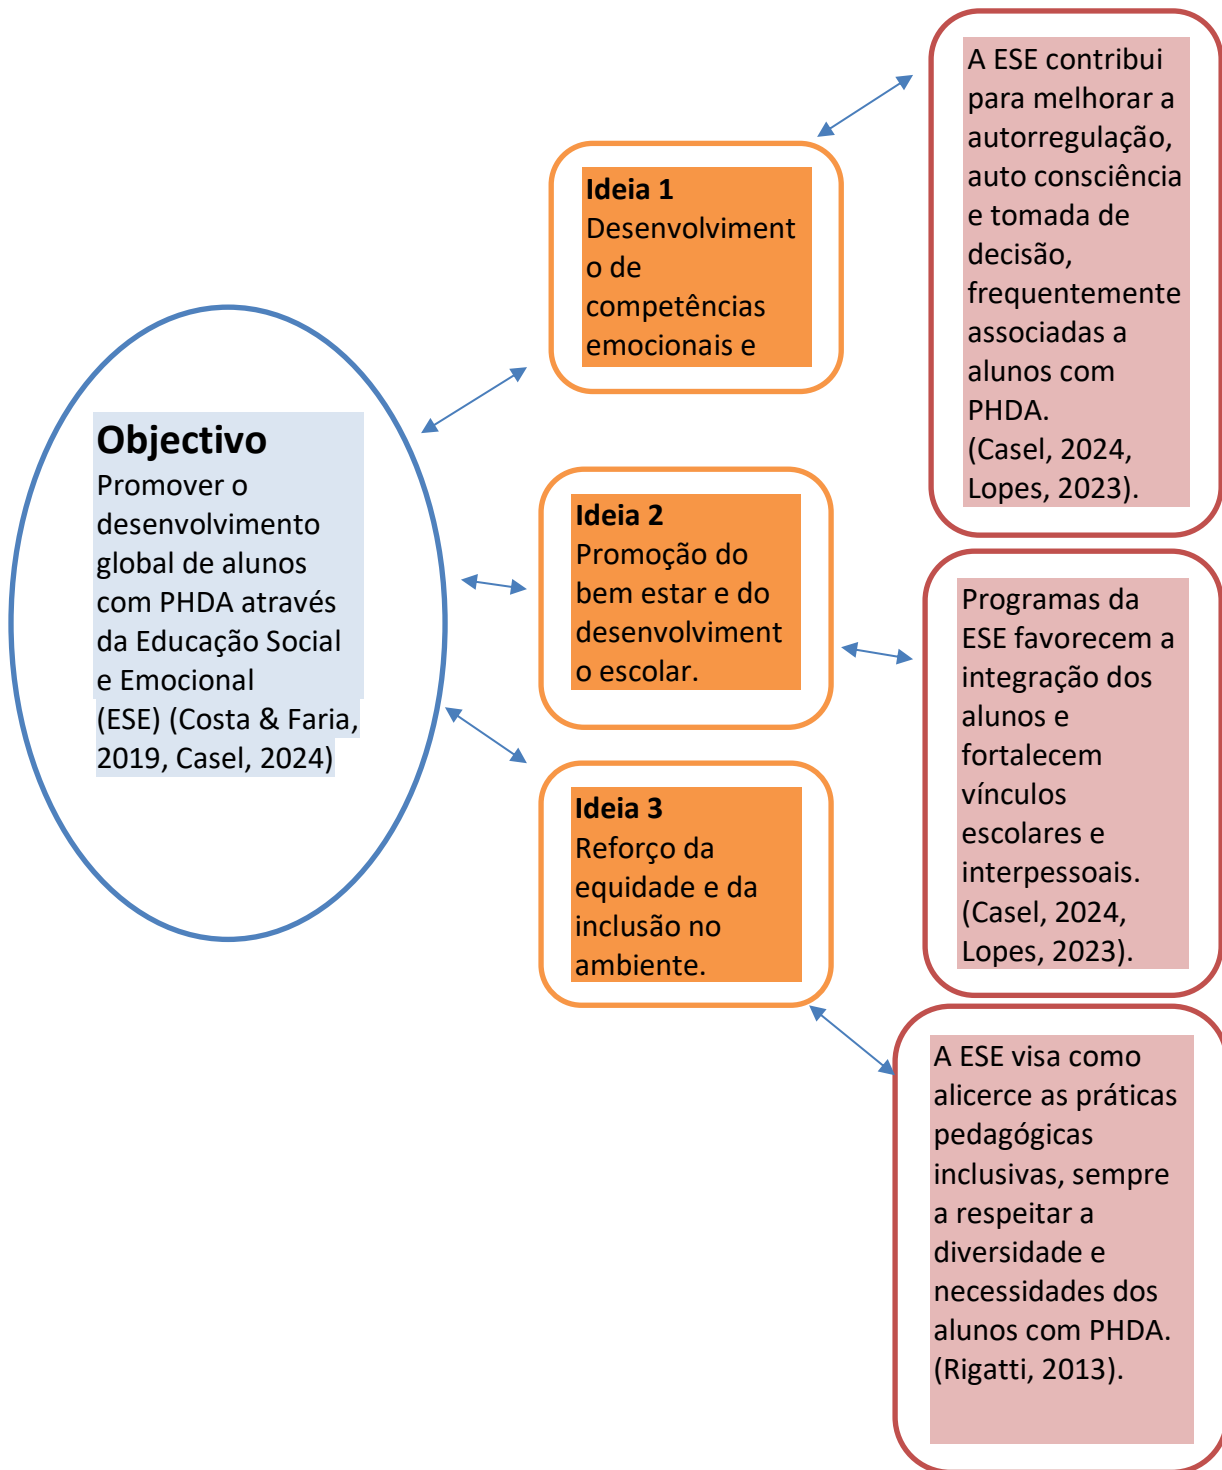 Objectivo
Promover o
desenvolvimento
global de alunos
com PHDA através
da Educação Social
e Emocional
(ESE) (Costa & Faria,
2019, Casel, 2024)
Ideia 1
Desenvolviment
o de
competências
emocionais e
A ESE contribui
para melhorar a
autorregulação,
auto consciência
e tomada de
decisão,
frequentemente
associadas a
alunos com
PHDA.
(Casel, 2024,
Lopes, 2023).
Ideia 2
Promoção do
bem estar e do
desenvolviment
o escolar.
Programas da
ESE favorecem a
integração dos
alunos e
fortalecem
vínculos
escolares e
interpessoais.
(Casel, 2024,
Lopes, 2023).
Ideia 3
Reforço da
equidade e da
inclusão no
ambiente.
A ESE visa como
alicerce as práticas
pedagógicas
inclusivas, sempre
a respeitar a
diversidade e
necessidades dos
alunos com PHDA.
(Rigatti, 2013).